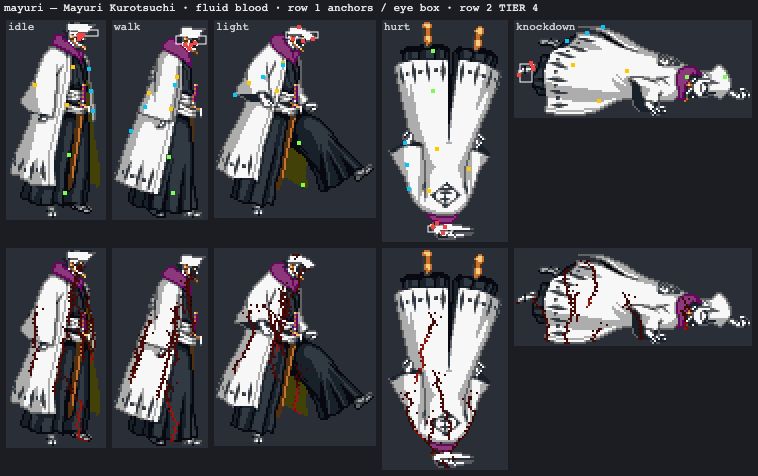 mayuri — Mayuri Kurotsuchi · fluid blood · row 1 anchors / eye box · row 2 TIER 4
idle walk light hurt knockdown